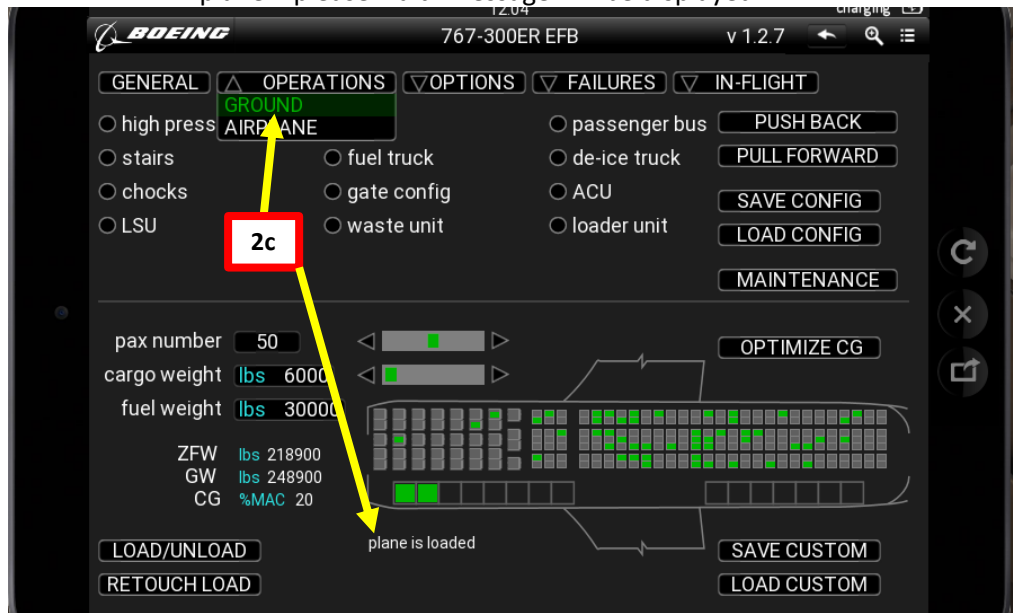 12:04
BOEING 767-300ER EFB v 1.2.7
GENERAL OPERATIONS OPTIONS FAILURES IN-FLIGHT
GROUND
AIRPLANE
high press passenger bus PUSH BACK
stairs fuel truck de-ice truck PULL FORWARD
chocks gate config ACU SAVE CONFIG
LSU waste unit loader unit LOAD CONFIG
2c
MAINTENANCE
pax number 50 OPTIMIZE CG
cargo weight lbs 6000
fuel weight lbs 30000
ZFW lbs 218900
GW lbs 248900
CG %MAC 20
plane is loaded
LOAD/UNLOAD SAVE CUSTOM
RETOUCH LOAD LOAD CUSTOM